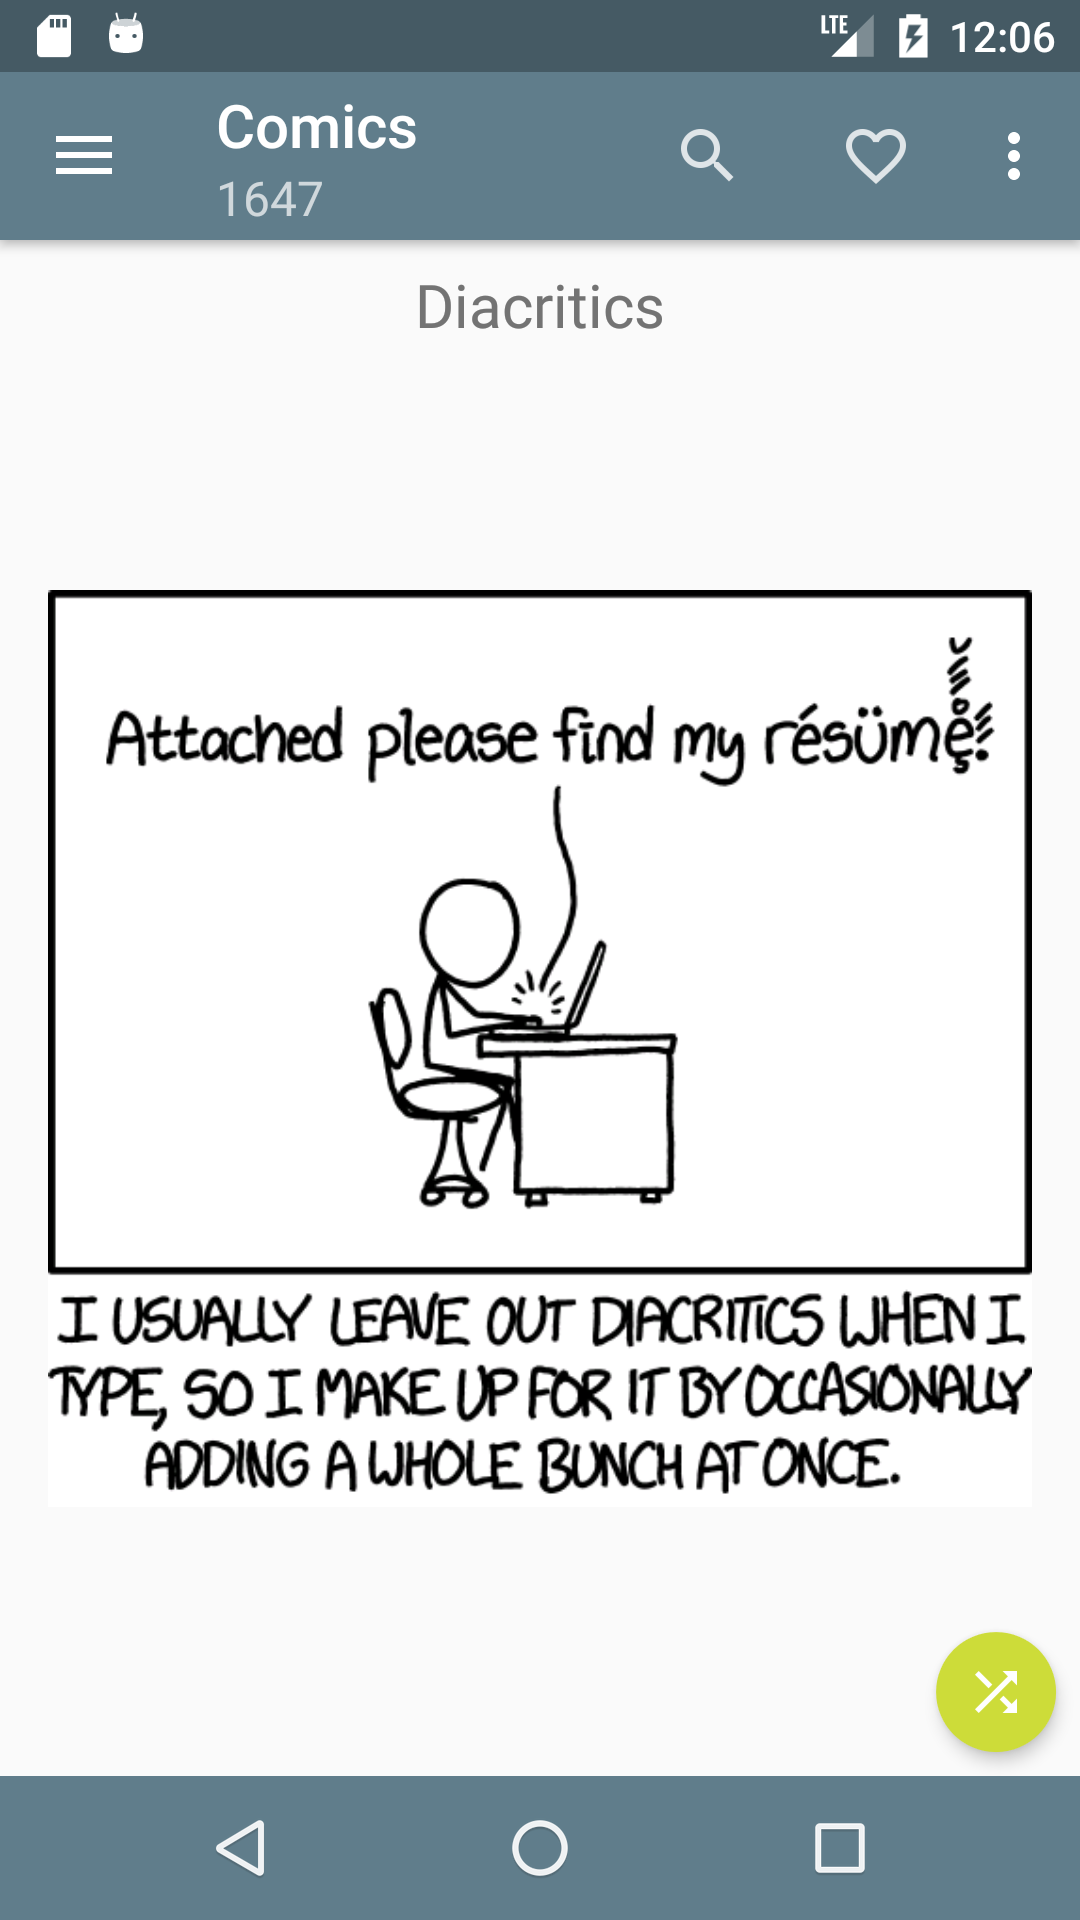 LTE 12:06
Comics
1647
Diacritics
Attached please find my résümę̊
I USUALLY LEAVE OUT DIACRITICS WHEN I
TYPE, SO I MAKE UP FOR IT BY OCCASIONALLY
ADDING A WHOLE BUNCH AT ONCE.